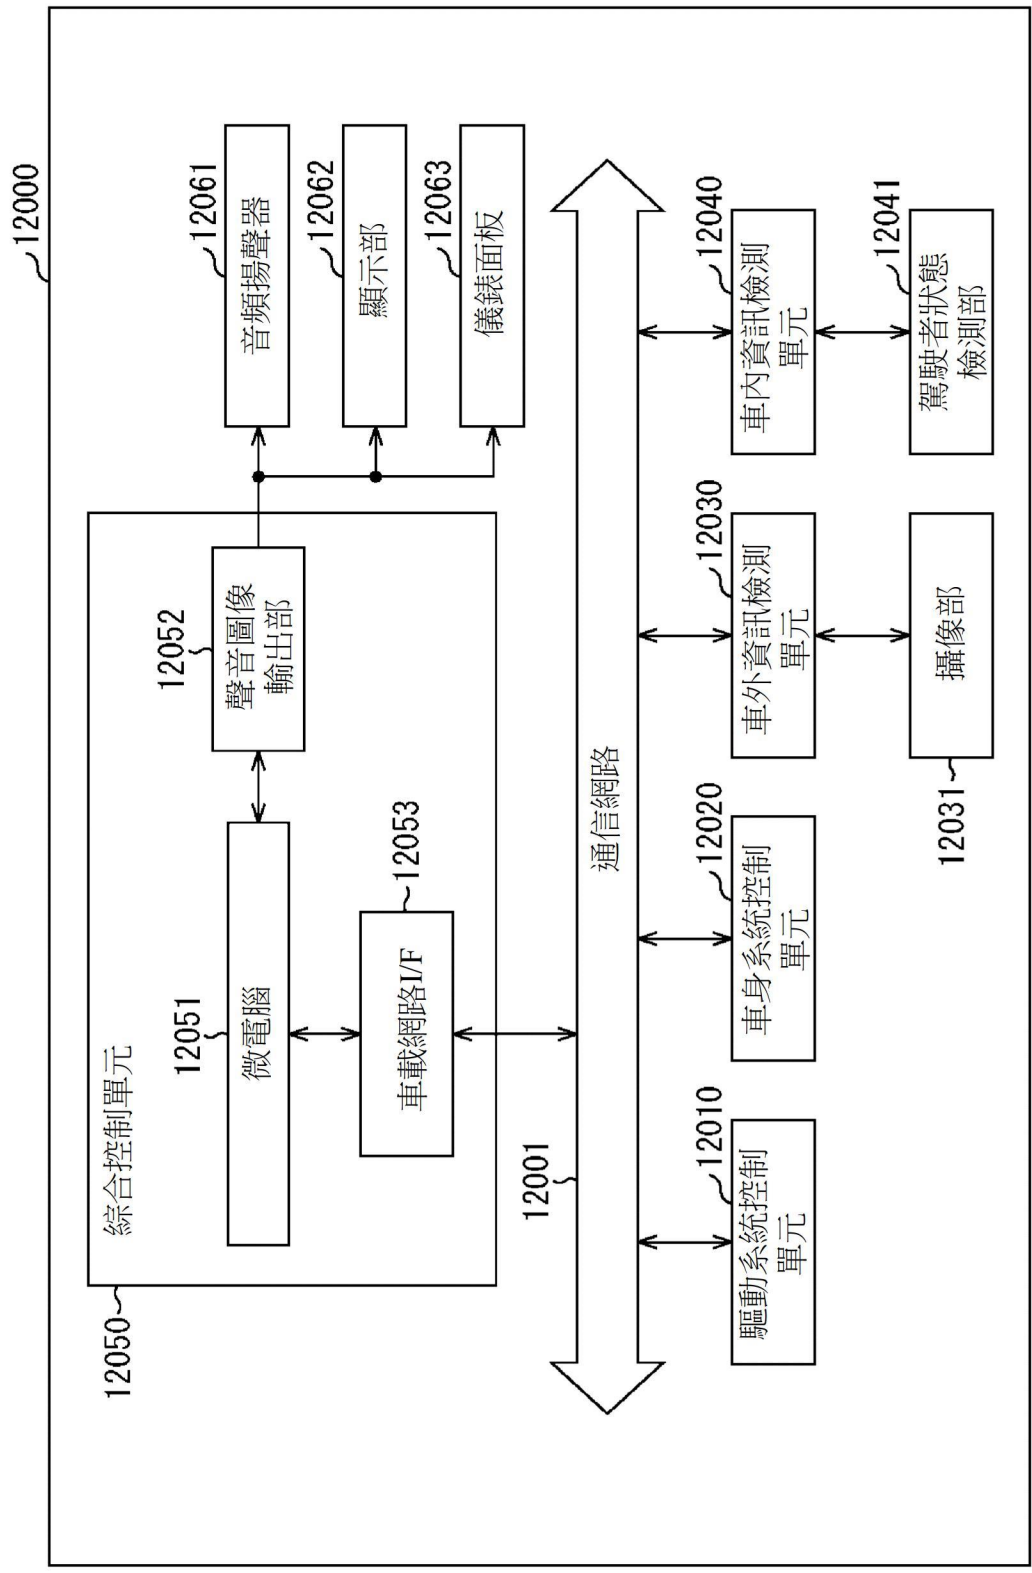 12000
12050
綜合控制單元
12051
微電腦
12052
聲音圖像
輸出部
12053
車載網路I/F
12061
音頻揚聲器
12062
顯示部
12063
儀錶面板
12001
通信網路
12010
驅動系統控制
單元
12020
車身系統控制
單元
12030
車外資訊檢測
單元
12040
車內資訊檢測
單元
12031
攝像部
12041
駕駛者狀態
檢測部